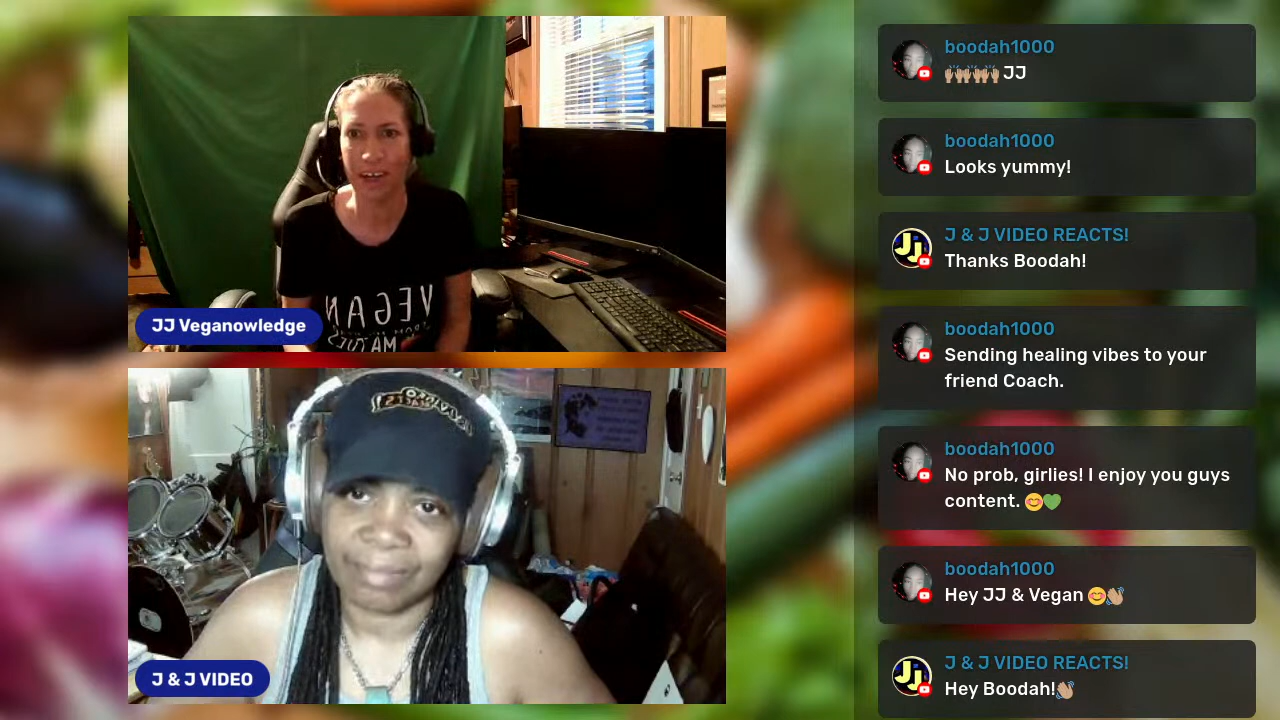 VEGAN
JJ Veganowledge
J & J VIDEO
boodah1000
🙌🏽🙌🏽🙌🏽 JJ
boodah1000
Looks yummy!
J & J VIDEO REACTS!
Thanks Boodah!
boodah1000
Sending healing vibes to your
friend Coach.
boodah1000
No prob, girlies! I enjoy you guys
content. 😊💚
boodah1000
Hey JJ & Vegan 😊👋🏽
J & J VIDEO REACTS!
Hey Boodah!👋🏽